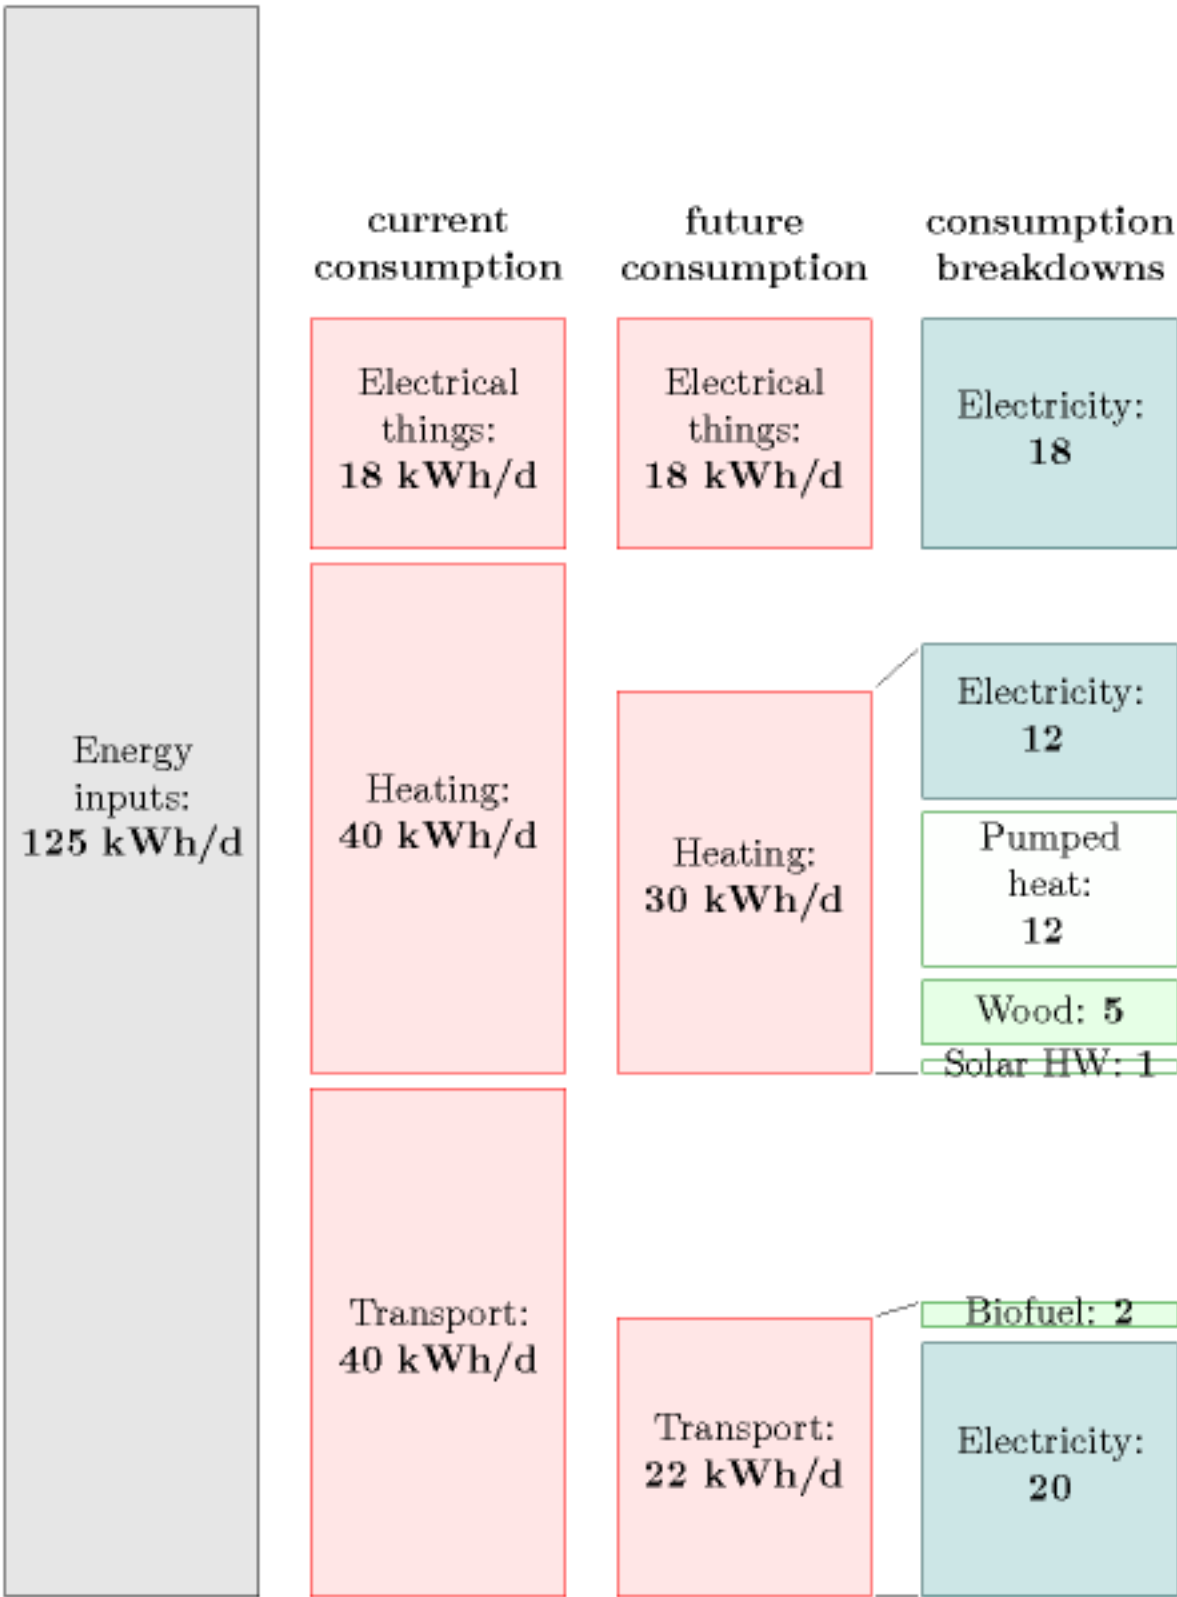 Energy
inputs:
125 kWh/d
current
consumption
Electrical
things:
18 kWh/d
Heating:
40 kWh/d
Transport:
40 kWh/d
future
consumption
Electrical
things:
18 kWh/d
Heating:
30 kWh/d
Transport:
22 kWh/d
consumption
breakdowns
Electricity:
18
Electricity:
12
Pumped
heat:
12
Wood: 5
Solar HW: 1
Biofuel: 2
Electricity:
20